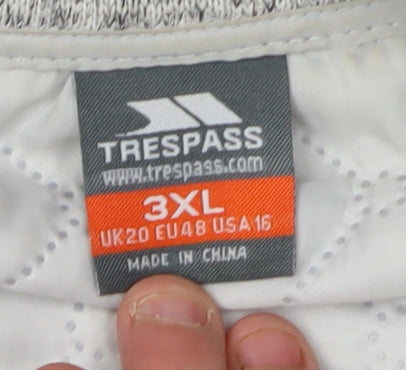 TRESPASS
www.trespass.com
3XL
UK20 EU48 USA16
MADE IN CHINA